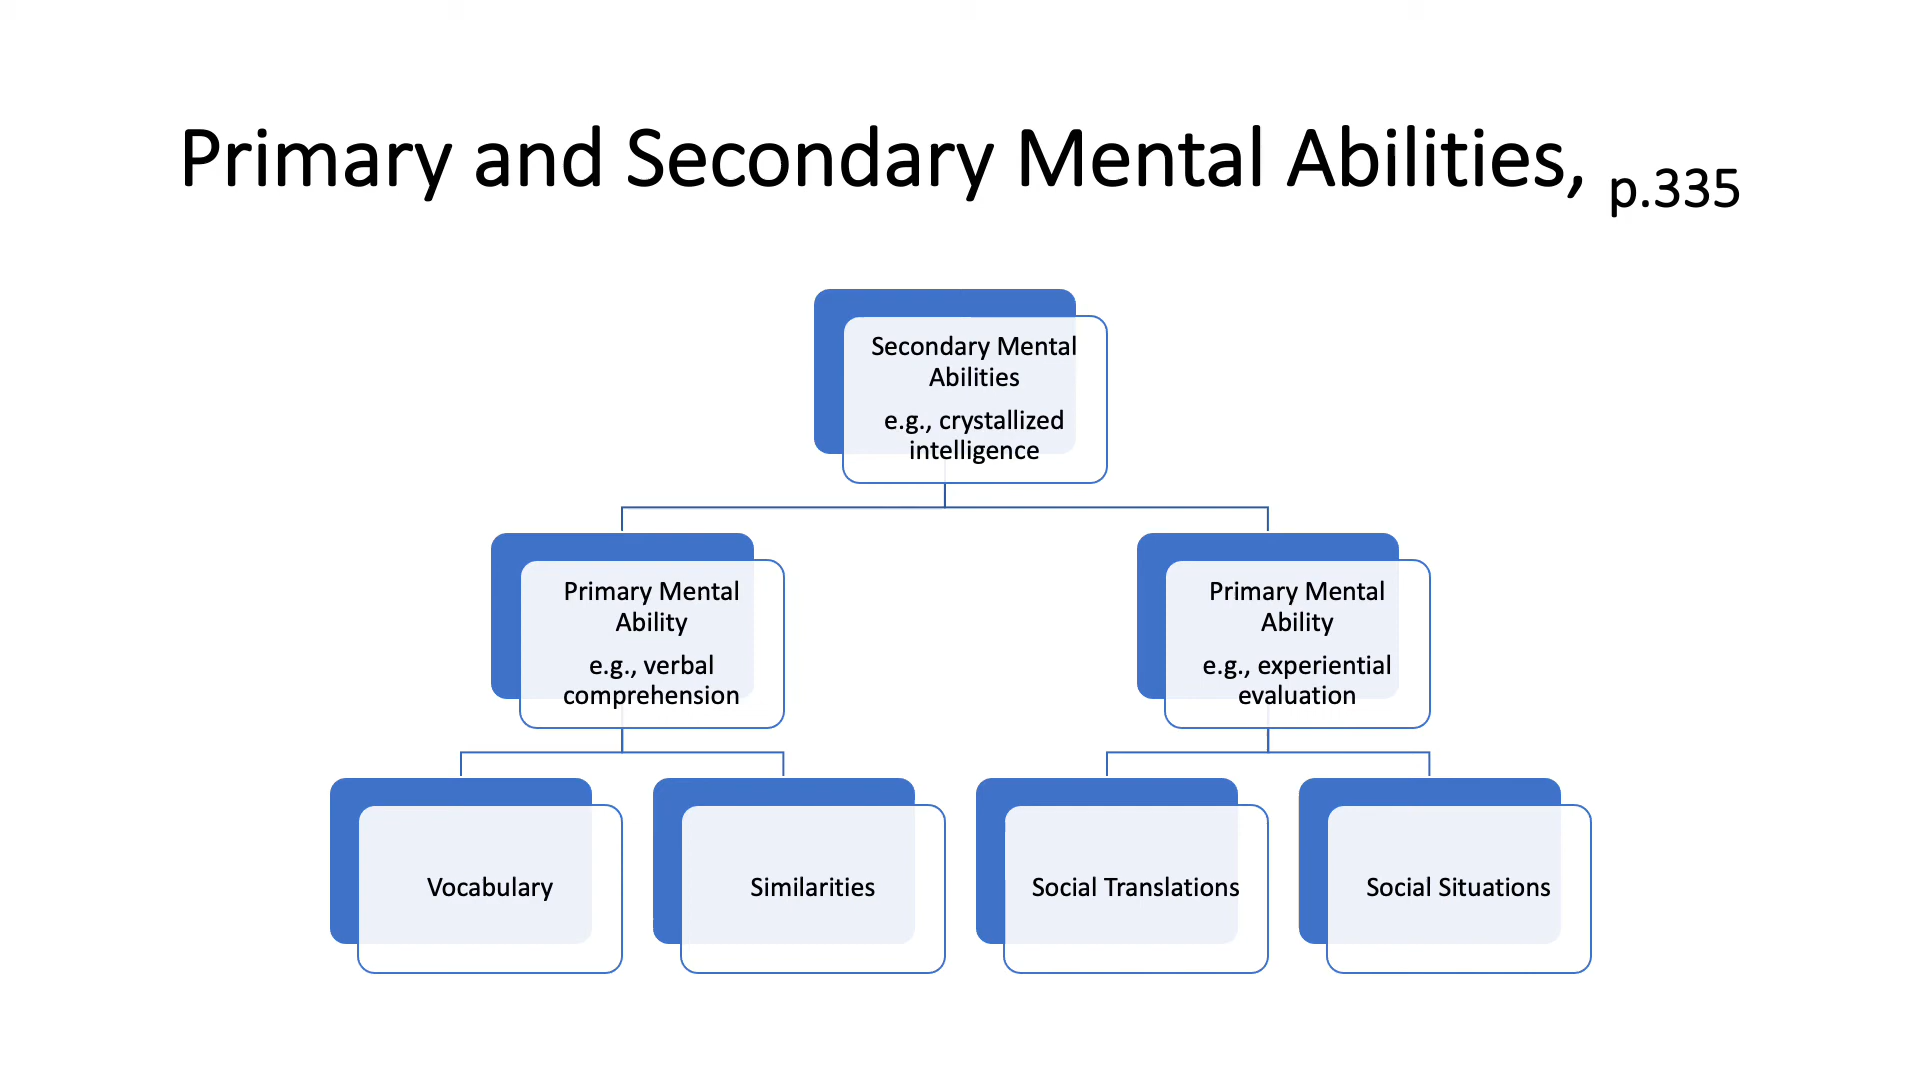 Primary and Secondary Mental Abilities, p.335
Secondary Mental
Abilities
e.g., crystallized
intelligence
Primary Mental
Ability
e.g., verbal
comprehension
Primary Mental
Ability
e.g., experiential
evaluation
Vocabulary
Similarities
Social Translations
Social Situations